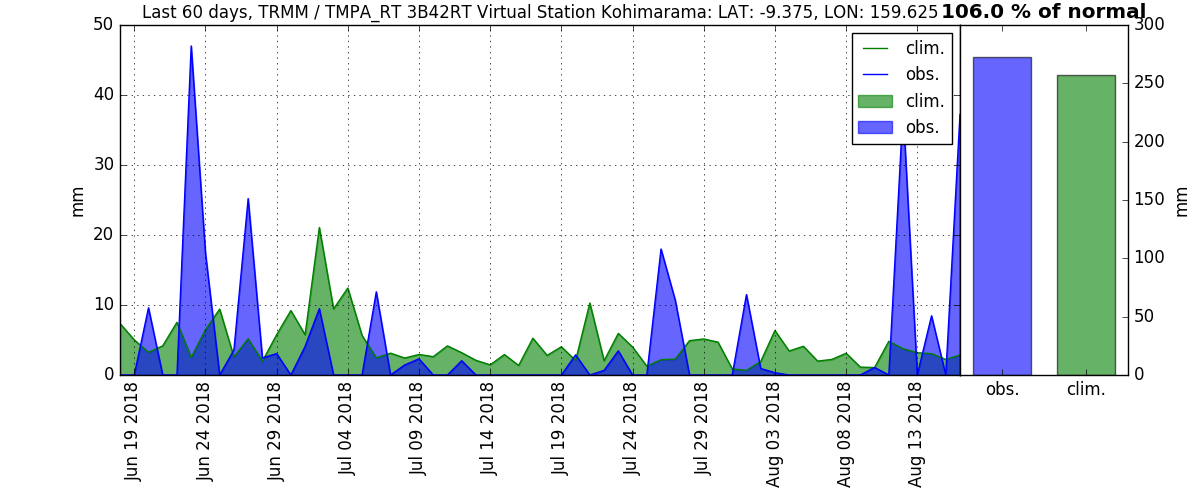 Last 60 days, TRMM / TMPA_RT 3B42RT Virtual Station Kohimarama: LAT: -9.375, LON: 159.625
106.0 % of normal
50
40
30
20
10
0
mm
clim.
obs.
clim.
obs.
300
250
200
150
100
50
0
mm
Jun 19 2018
Jun 24 2018
Jun 29 2018
Jul 04 2018
Jul 09 2018
Jul 14 2018
Jul 19 2018
Jul 24 2018
Jul 29 2018
Aug 03 2018
Aug 08 2018
Aug 13 2018
obs.
clim.